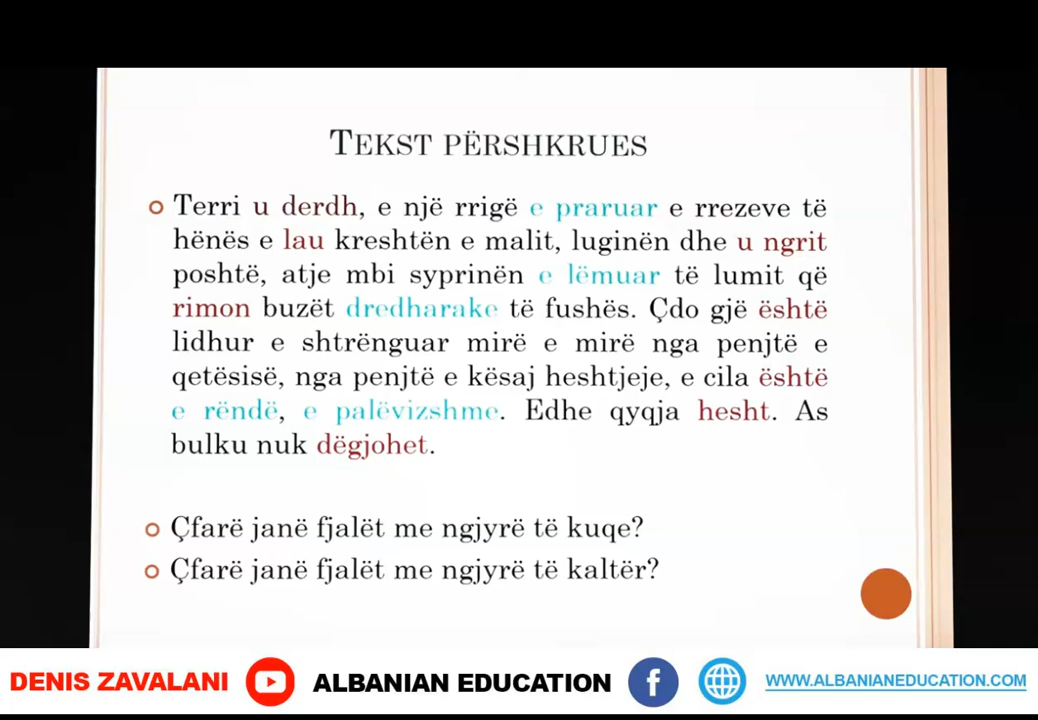 TEKST PËRSHKRUES
Terri u derdh, e një rrigë e praruar e rrezeve të
hënës e lau kreshtën e malit, luginën dhe u ngrit
poshtë, atje mbi syprinën e lëmuar të lumit që
rimon buzët dredharake të fushës. Çdo gjë është
lidhur e shtrënguar mirë e mirë nga penjtë e
qetësisë, nga penjtë e kësaj heshtjeje, e cila është
e rëndë, e palëvizshme. Edhe qyqja hesht. As
bulku nuk dëgjohet.
Çfarë janë fjalët me ngjyrë të kuqe?
Çfarë janë fjalët me ngjyrë të kaltër?
DENIS ZAVALANI ALBANIAN EDUCATION WWW.ALBANIANEDUCATION.COM